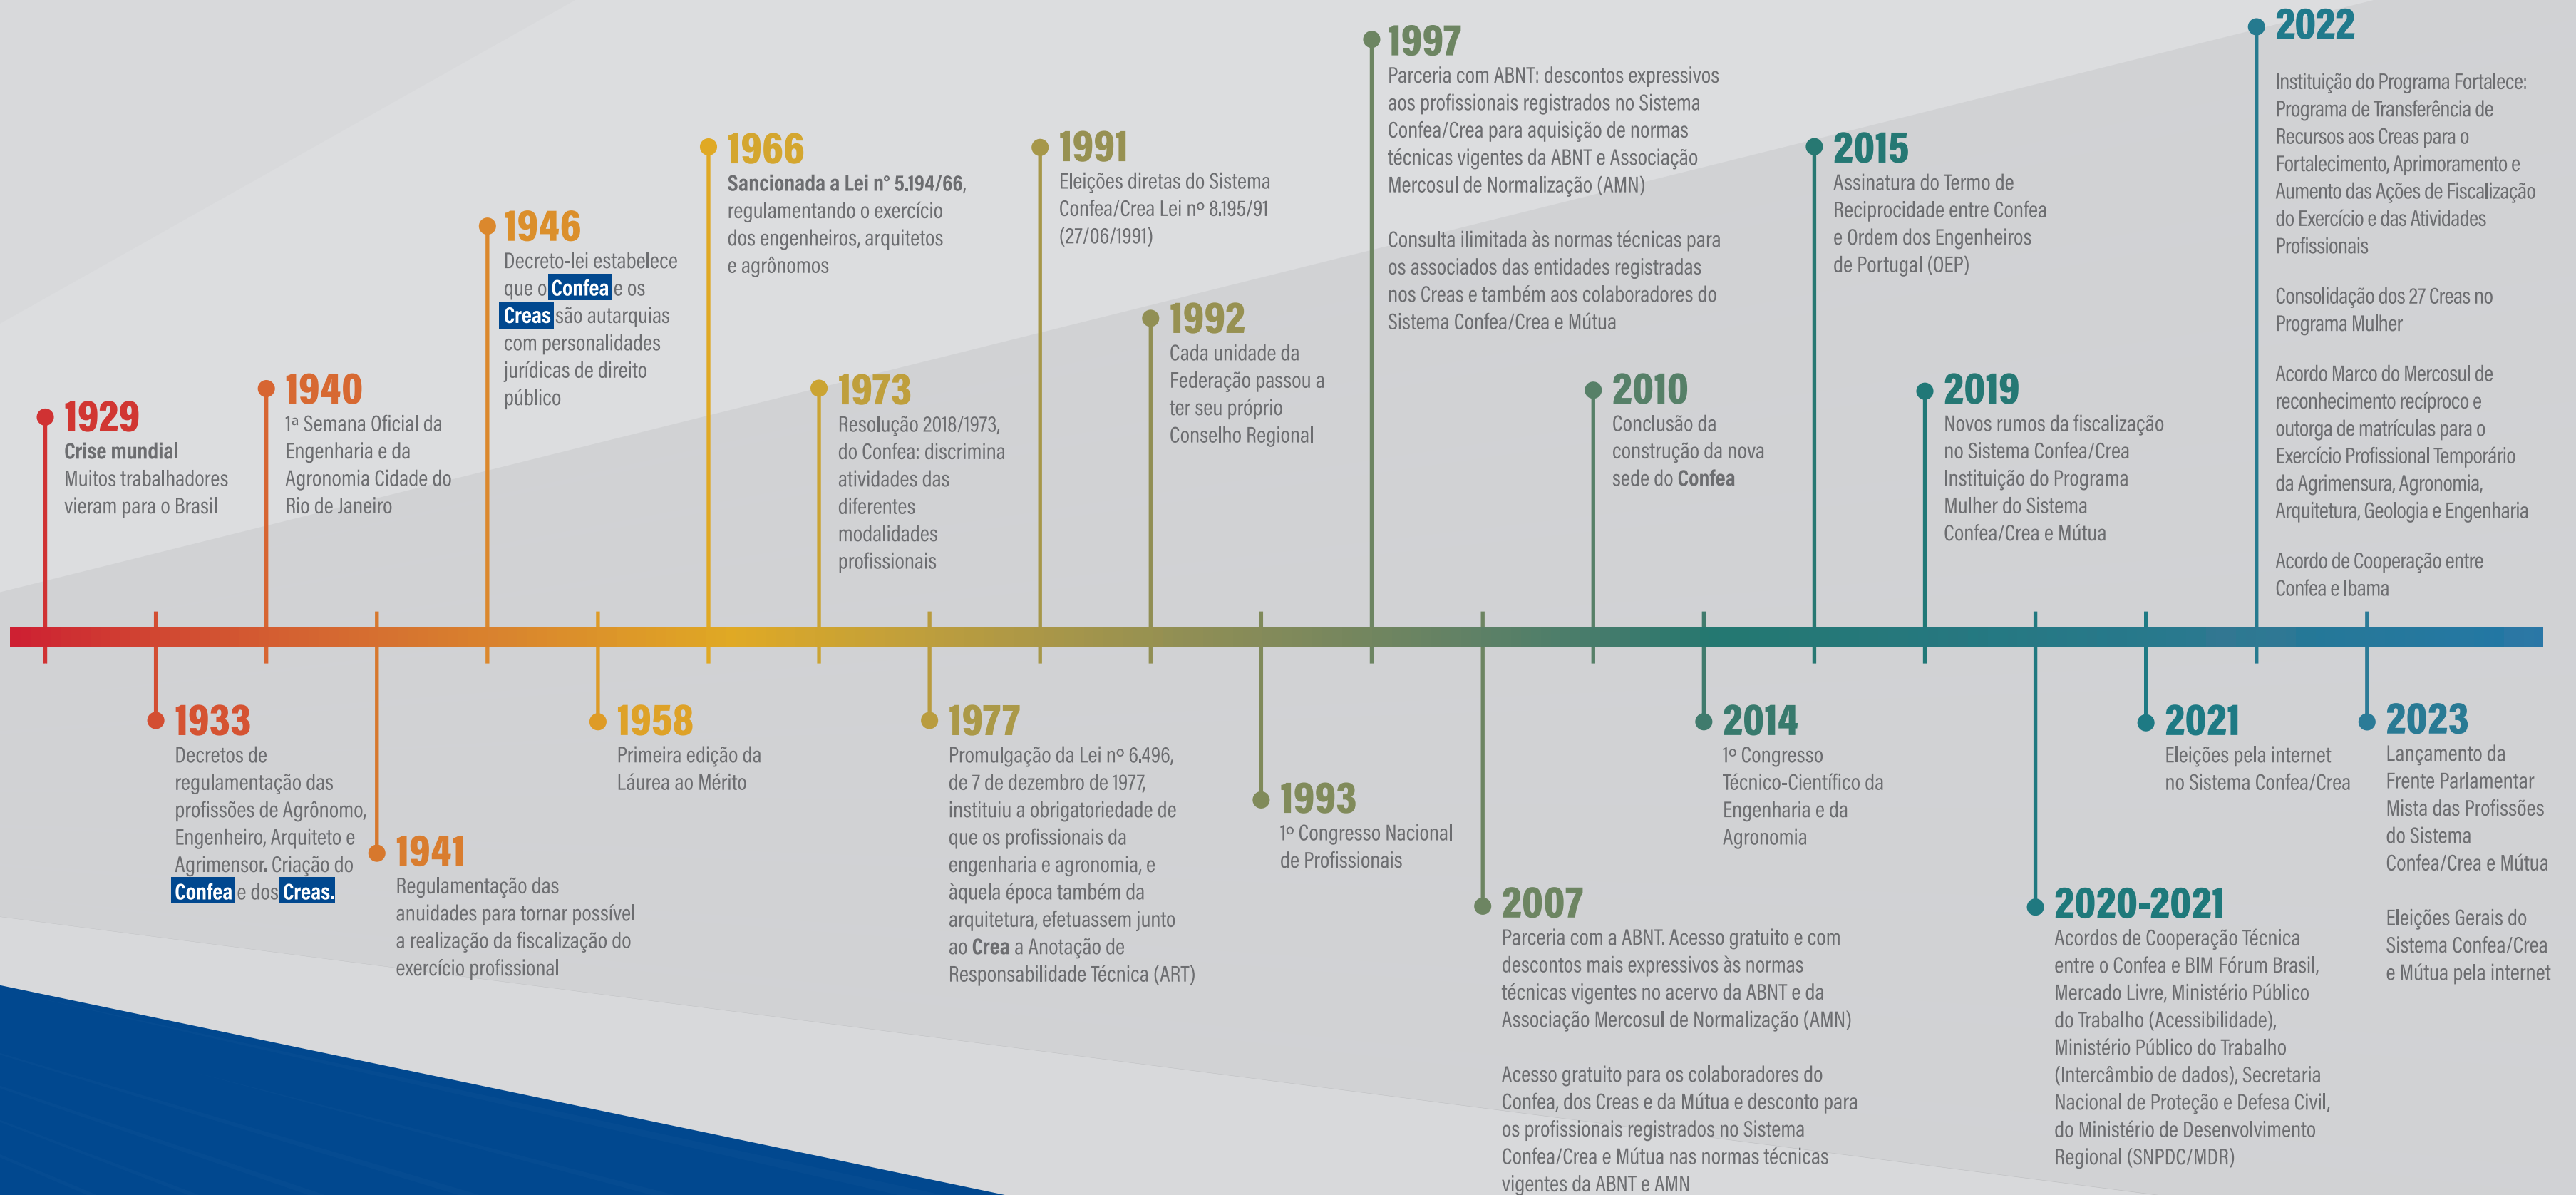 1929
Crise mundial
Muitos trabalhadores
vieram para o Brasil
1933
Decretos de
regulamentação das
profissões de Agrônomo,
Engenheiro, Arquiteto e
Agrimensor. Criação do
Confea e dos Creas.
1940
1ª Semana Oficial da
Engenharia e da
Agronomia Cidade do
Rio de Janeiro
1941
Regulamentação das
anuidades para tornar possível
a realização da fiscalização do
exercício profissional
1946
Decreto-lei estabelece
que o Confea e os
Creas são autarquias
com personalidades
jurídicas de direito
público
1958
Primeira edição da
Láurea ao Mérito
1966
Sancionada a Lei n° 5.194/66,
regulamentando o exercício
dos engenheiros, arquitetos
e agrônomos
1973
Resolução 2018/1973,
do Confea: discrimina
atividades das
diferentes
modalidades
profissionais
1977
Promulgação da Lei nº 6.496,
de 7 de dezembro de 1977,
instituiu a obrigatoriedade de
que os profissionais da
engenharia e agronomia, e
àquela época também da
arquitetura, efetuassem junto
ao Crea a Anotação de
Responsabilidade Técnica (ART)
1991
Eleições diretas do Sistema
Confea/Crea Lei nº 8.195/91
(27/06/1991)
1992
Cada unidade da
Federação passou a
ter seu próprio
Conselho Regional
1993
1º Congresso Nacional
de Profissionais
1997
Parceria com ABNT: descontos expressivos
aos profissionais registrados no Sistema
Confea/Crea para aquisição de normas
técnicas vigentes da ABNT e Associação
Mercosul de Normalização (AMN)
Consulta ilimitada às normas técnicas para
os associados das entidades registradas
nos Creas e também aos colaboradores do
Sistema Confea/Crea e Mútua
2007
Parceria com a ABNT. Acesso gratuito e com
descontos mais expressivos às normas
técnicas vigentes no acervo da ABNT e da
Associação Mercosul de Normalização (AMN)
Acesso gratuito para os colaboradores do
Confea, dos Creas e da Mútua e desconto para
os profissionais registrados no Sistema
Confea/Crea e Mútua nas normas técnicas
vigentes da ABNT e AMN
2010
Conclusão da
construção da nova
sede do Confea
2014
1º Congresso
Técnico-Científico da
Engenharia e da
Agronomia
2015
Assinatura do Termo de
Reciprocidade entre Confea
e Ordem dos Engenheiros
de Portugal (OEP)
2019
Novos rumos da fiscalização
no Sistema Confea/Crea
Instituição do Programa
Mulher do Sistema
Confea/Crea e Mútua
2020-2021
Acordos de Cooperação Técnica
entre o Confea e BIM Fórum Brasil,
Mercado Livre, Ministério Público
do Trabalho (Acessibilidade),
Ministério Público do Trabalho
(Intercâmbio de dados), Secretaria
Nacional de Proteção e Defesa Civil,
do Ministério de Desenvolvimento
Regional (SNPDC/MDR)
2021
Eleições pela internet
no Sistema Confea/Crea
2022
Instituição do Programa Fortalece:
Programa de Transferência de
Recursos aos Creas para o
Fortalecimento, Aprimoramento e
Aumento das Ações de Fiscalização
do Exercício e das Atividades
Profissionais
Consolidação dos 27 Creas no
Programa Mulher
Acordo Marco do Mercosul de
reconhecimento recíproco e
outorga de matrículas para o
Exercício Profissional Temporário
da Agrimensura, Agronomia,
Arquitetura, Geologia e Engenharia
Acordo de Cooperação entre
Confea e Ibama
2023
Lançamento da
Frente Parlamentar
Mista das Profissões
do Sistema
Confea/Crea e Mútua
Eleições Gerais do
Sistema Confea/Crea
e Mútua pela internet